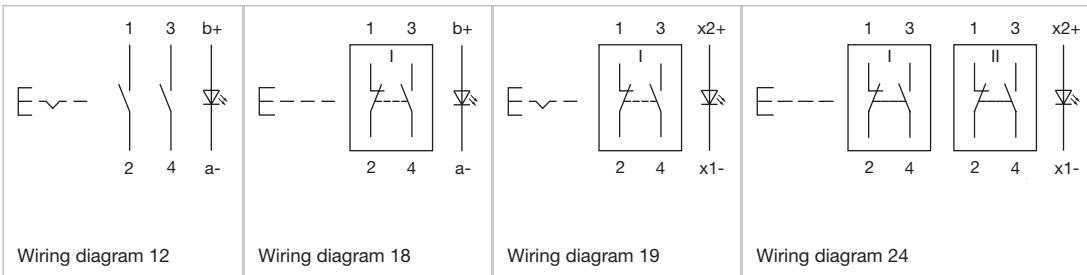 1 3 b+
2 4 a-
Wiring diagram 12
1 3 b+
I
2 4 a-
Wiring diagram 18
1 3 x2+
I
2 4 x1-
Wiring diagram 19
1 3 1 3 x2+
I II
2 4 2 4 x1-
Wiring diagram 24